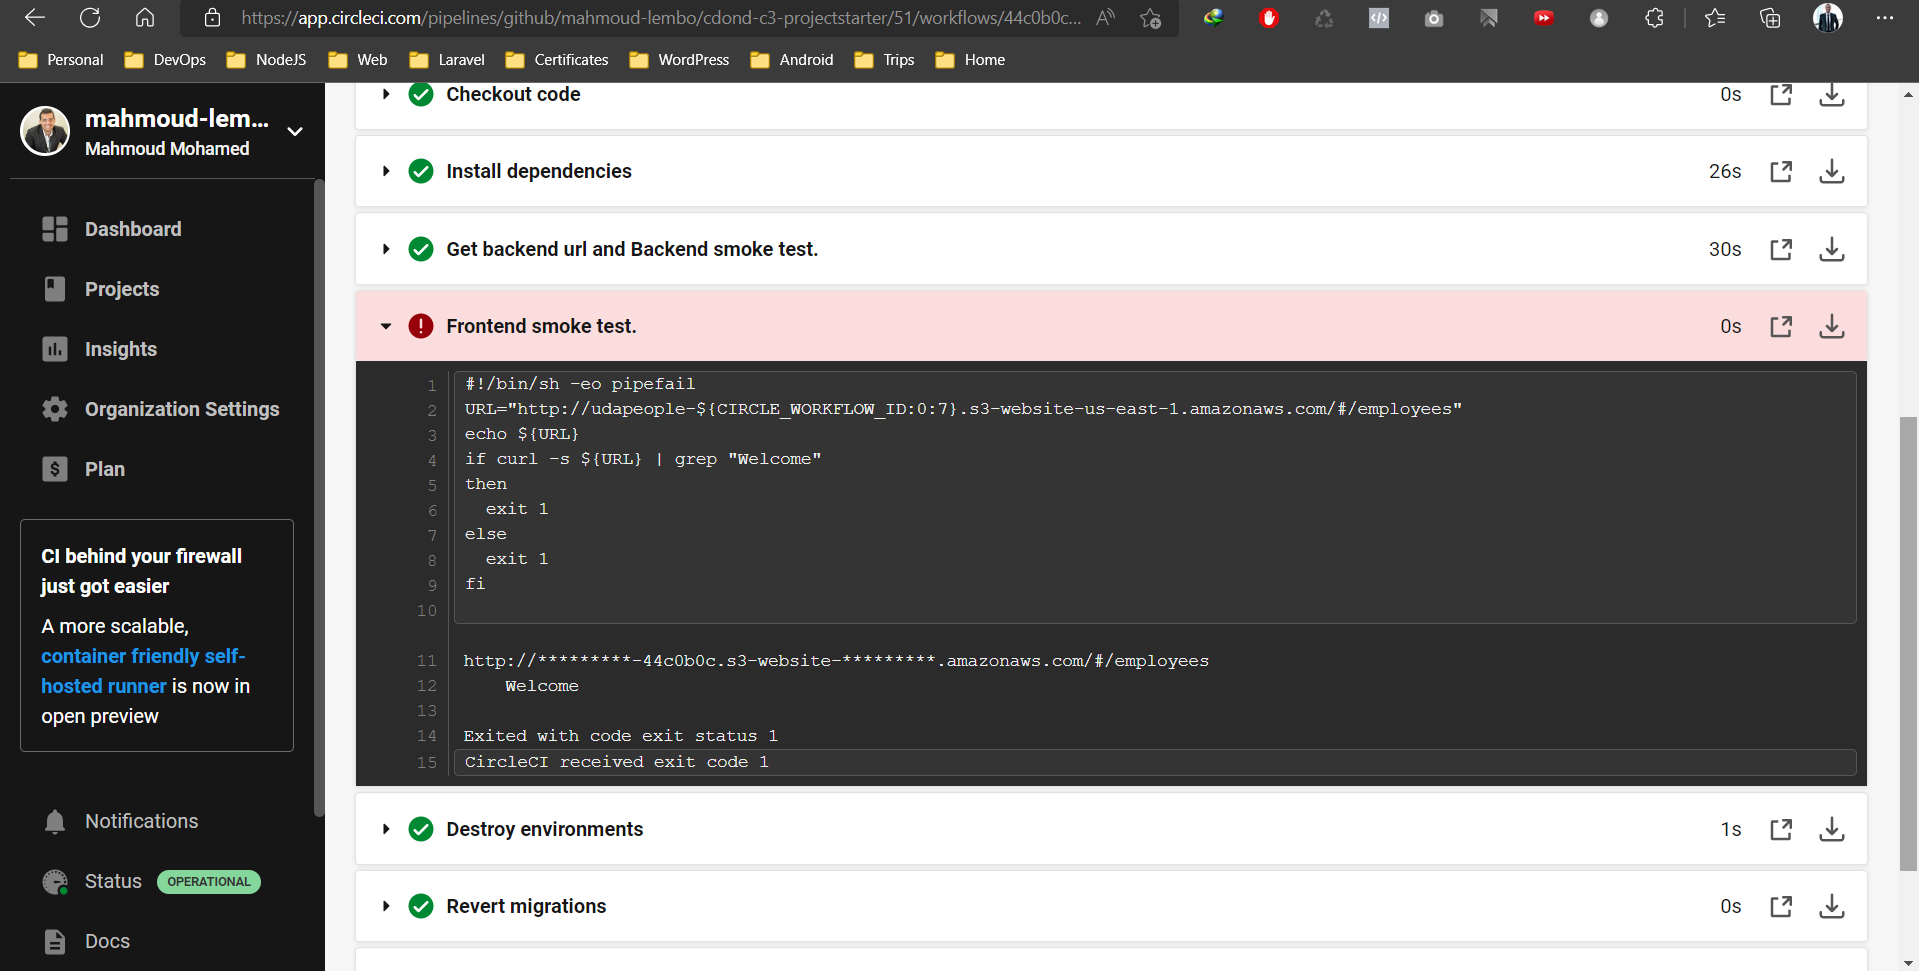 https://app.circleci.com/pipelines/github/mahmoud-lembo/cdond-c3-projectstarter/51/workflows/44c0b0c...
Personal DevOps NodeJS Web Laravel Certificates WordPress Android Trips Home
mahmoud-lem...
Mahmoud Mohamed
Dashboard
Projects
Insights
Organization Settings
Plan
CI behind your firewall
just got easier
A more scalable,
container friendly self-
hosted runner is now in
open preview
Notifications
Status OPERATIONAL
Docs
Checkout code 0s
Install dependencies 26s
Get backend url and Backend smoke test. 30s
Frontend smoke test. 0s
1 #!/bin/sh -eo pipefail
2 URL="http://udapeople-${CIRCLE_WORKFLOW_ID:0:7}.s3-website-us-east-1.amazonaws.com/#/employees"
3 echo ${URL}
4 if curl -s ${URL} | grep "Welcome"
5 then
6 exit 1
7 else
8 exit 1
9 fi
10
11 http://*********-44c0b0c.s3-website-*********.amazonaws.com/#/employees
12 Welcome
13
14 Exited with code exit status 1
15 CircleCI received exit code 1
Destroy environments 1s
Revert migrations 0s